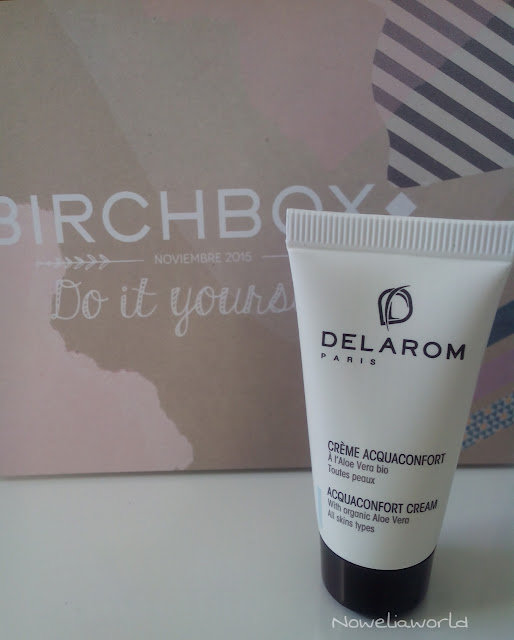 BIRCHBOX
NOVIEMBRE 2015
Do it yours
DELAROM
PARIS
CRÈME ACQUACONFORT
À l'Aloe Vera bio
Toutes peaux
ACQUACONFORT CREAM
With organic Aloe Vera
All skins types
Noweliaworld